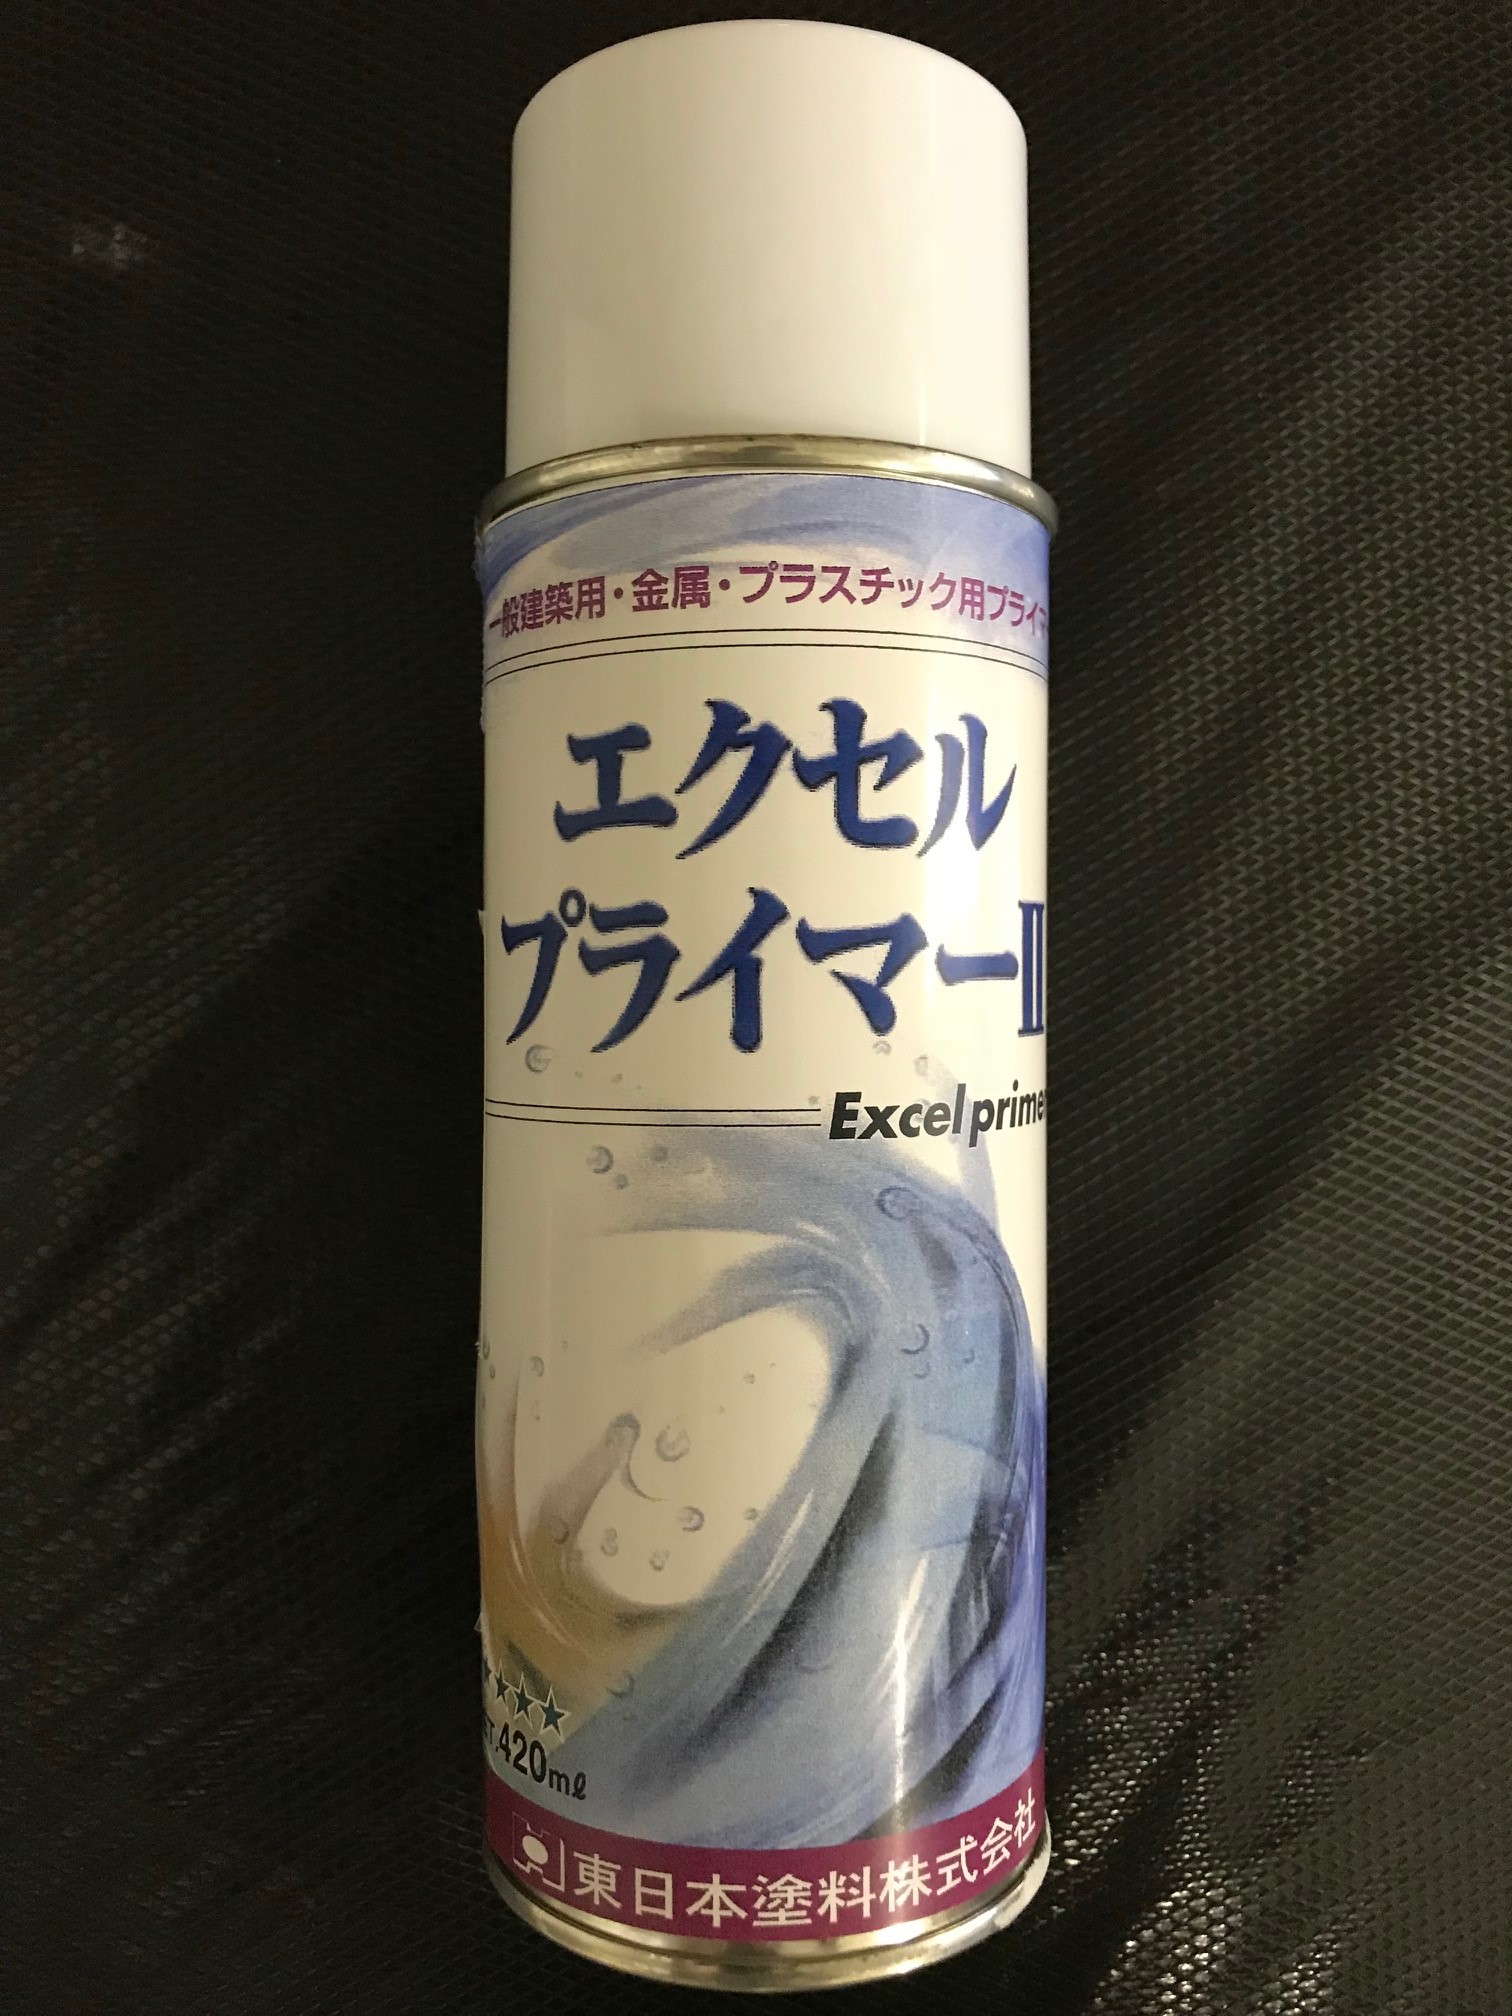 一般建築用・金属・プラスチック用プライマ
エクセル
プライマーⅡ
Excel prime
★★★
420mℓ
東日本塗料株式会社